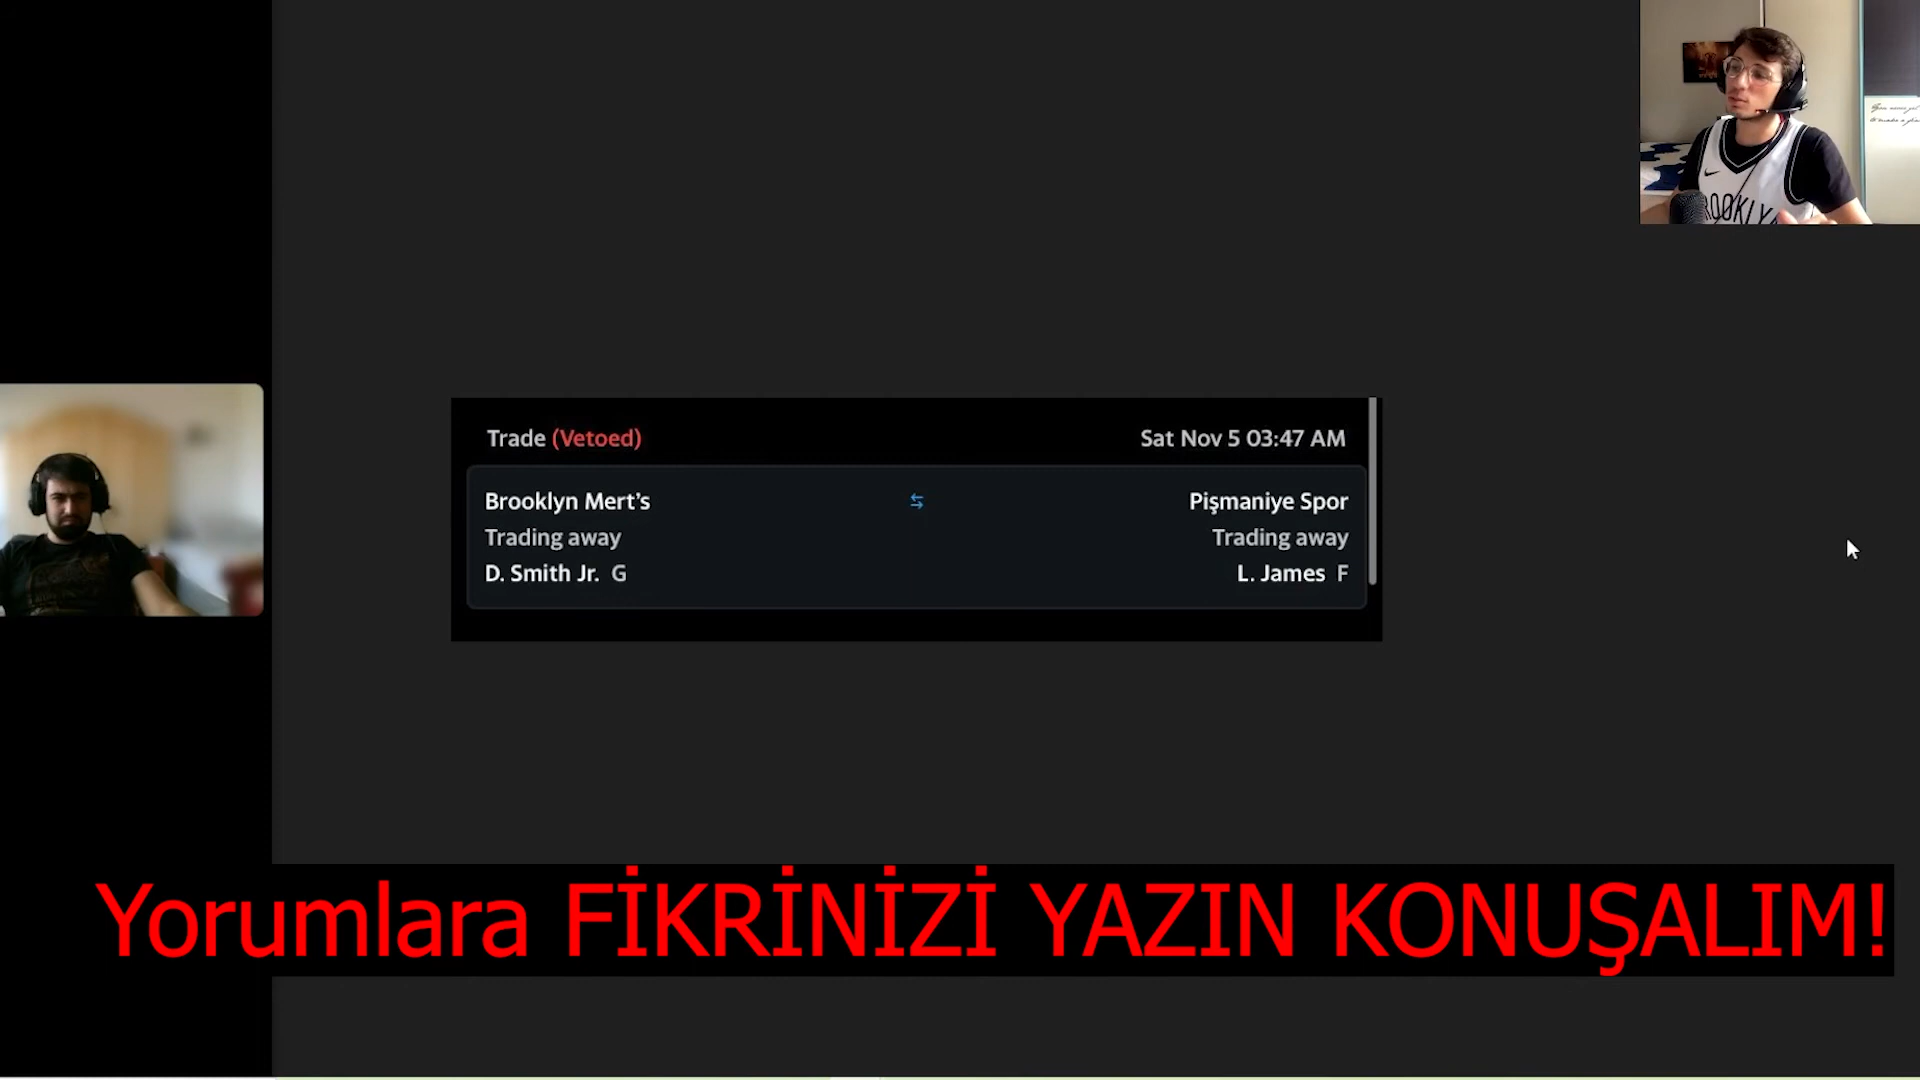 Trade (Vetoed)
Sat Nov 5 03:47 AM
Brooklyn Mert's
Pişmaniye Spor
Trading away
Trading away
D. Smith Jr. G
L. James F
Yorumlara FİKRİNİZİ YAZIN KONUŞALIM!